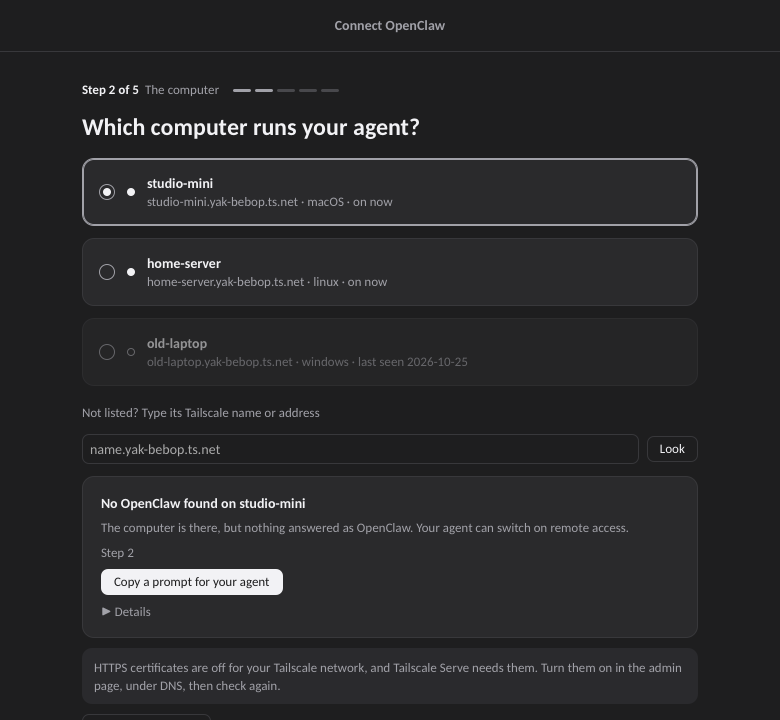 Connect OpenClaw
Step 2 of 5 The computer
Which computer runs your agent?
studio-mini
studio-mini.yak-bebop.ts.net · macOS · on now
home-server
home-server.yak-bebop.ts.net · linux · on now
old-laptop
old-laptop.yak-bebop.ts.net · windows · last seen 2026-10-25
Not listed? Type its Tailscale name or address
name.yak-bebop.ts.net
Look
No OpenClaw found on studio-mini
The computer is there, but nothing answered as OpenClaw. Your agent can switch on remote access.
Step 2
Copy a prompt for your agent
▶ Details
HTTPS certificates are off for your Tailscale network, and Tailscale Serve needs them. Turn them on in the admin
page, under DNS, then check again.